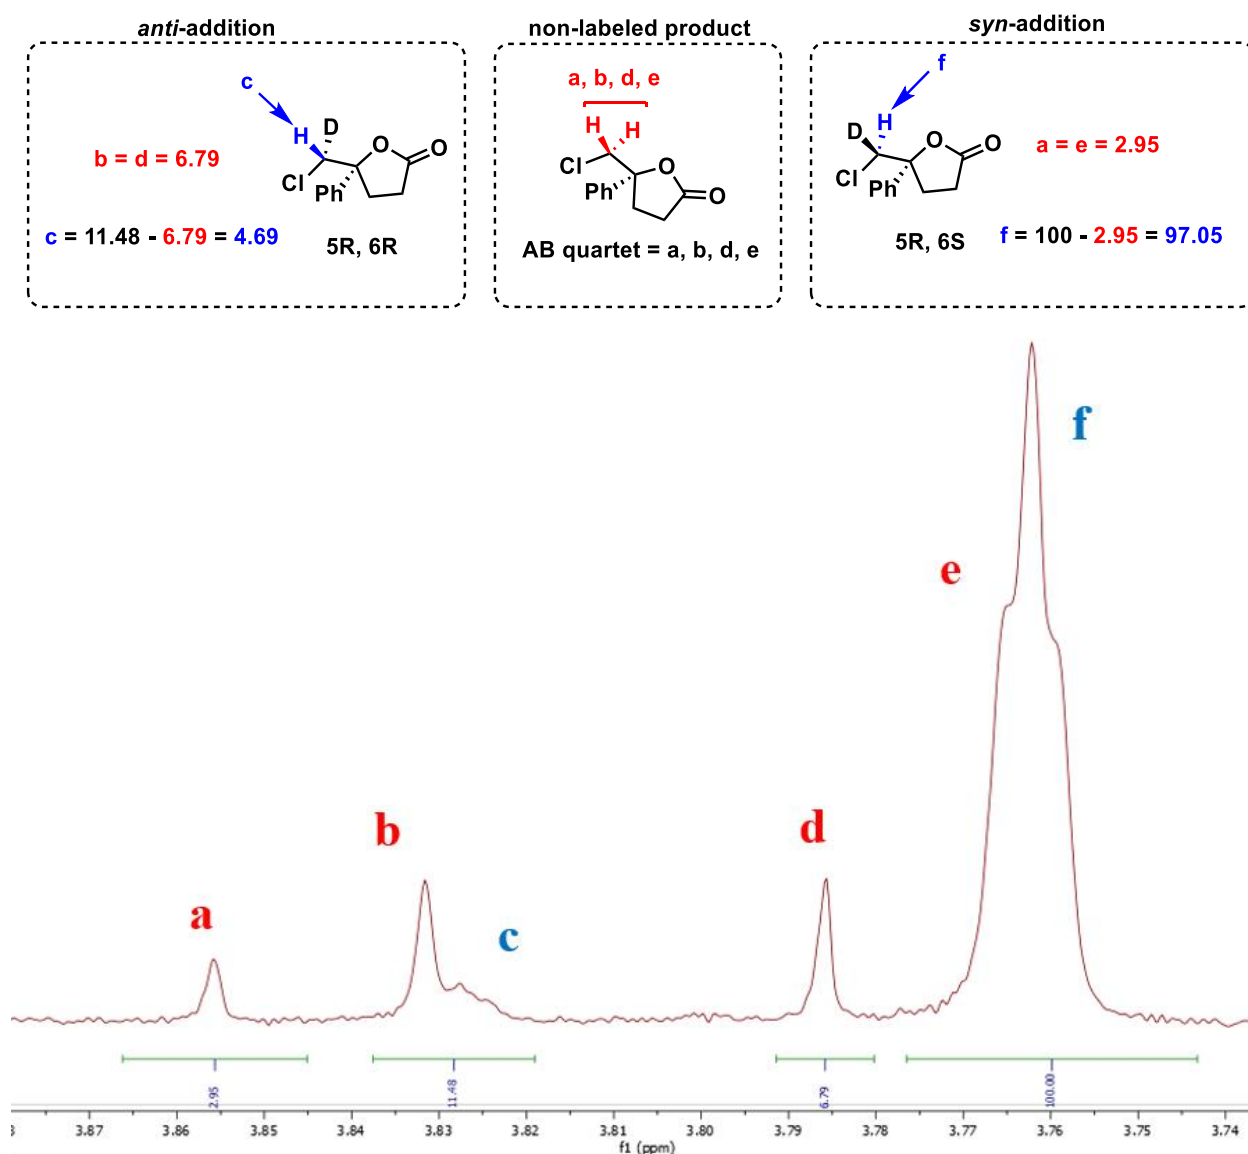 anti-addition
non-labeled product
syn-addition
c
H
D
O
O
Cl
Ph
b = d = 6.79
c = 11.48 - 6.79 = 4.69
5R, 6R
a, b, d, e
H
H
Cl
O
O
Ph
AB quartet = a, b, d, e
f
D
H
O
O
Cl
Ph
a = e = 2.95
5R, 6S
f = 100 - 2.95 = 97.05
f
e
b
d
a
c
2.95
11.48
6.79
100.00
3.87
3.86
3.85
3.84
3.83
3.82
3.81
3.80
3.79
3.78
3.77
3.76
3.75
3.74
f1 (ppm)